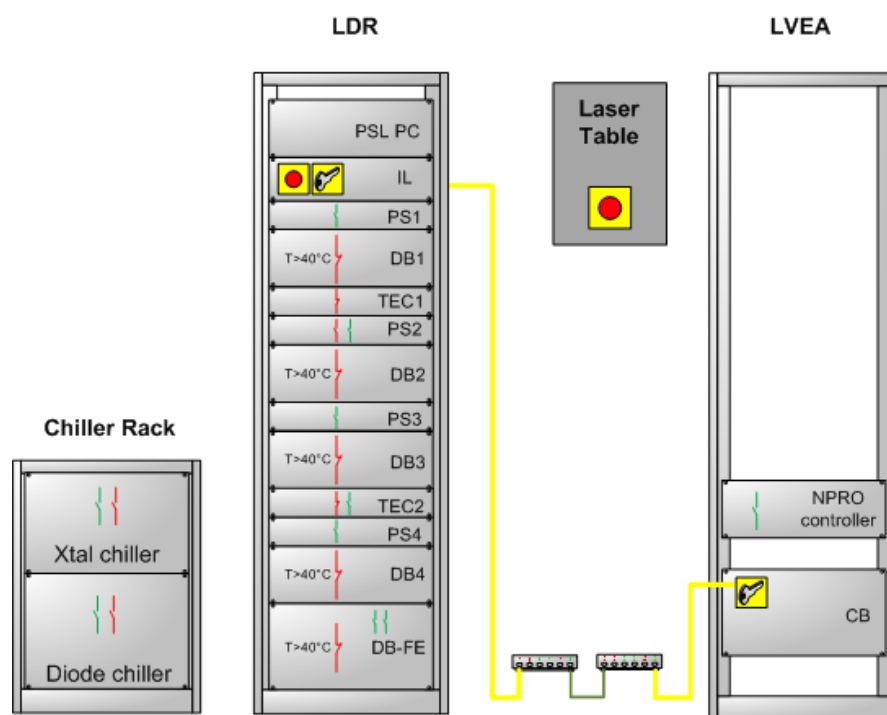 LDR
LVEA
PSL PC
Laser
Table
IL
PS1
T>40°C DB1
TEC1
PS2
T>40°C DB2
PS3
Chiller Rack
T>40°C DB3
TEC2
NPRO
controller
PS4
Xtal chiller
T>40°C DB4
CB
T>40°C DB-FE
Diode chiller